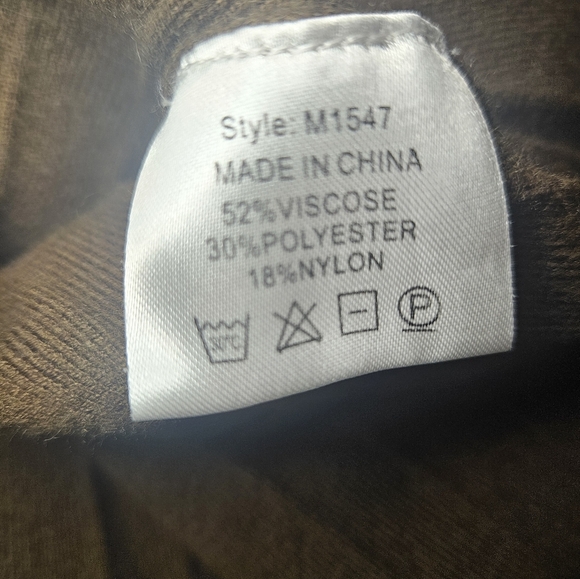 Style: M1547
MADE IN CHINA
52%VISCOSE
30%POLYESTER
18%NYLON
30°C P